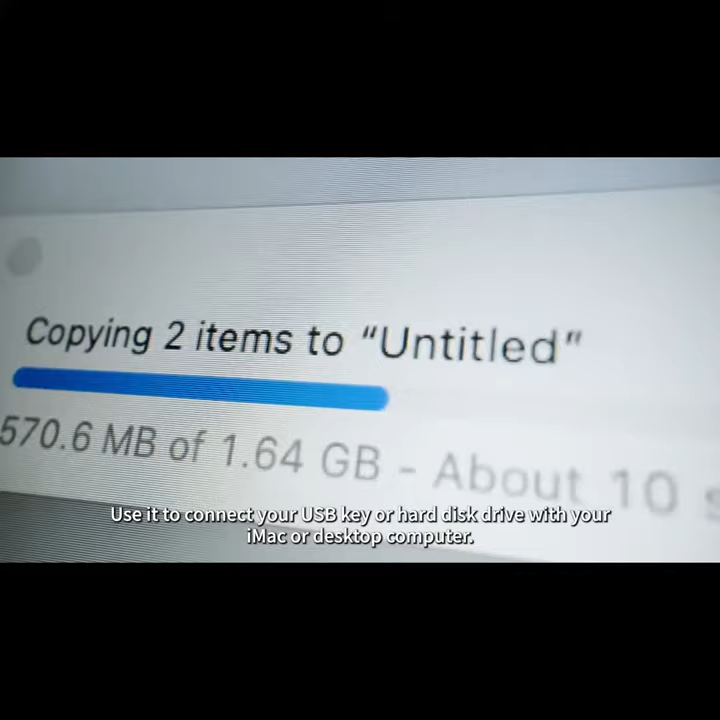 Copying 2 items to “Untitled”
570.6 MB of 1.64 GB - About 10
Use it to connect your USB key or hard disk drive with your
iMac or desktop computer.